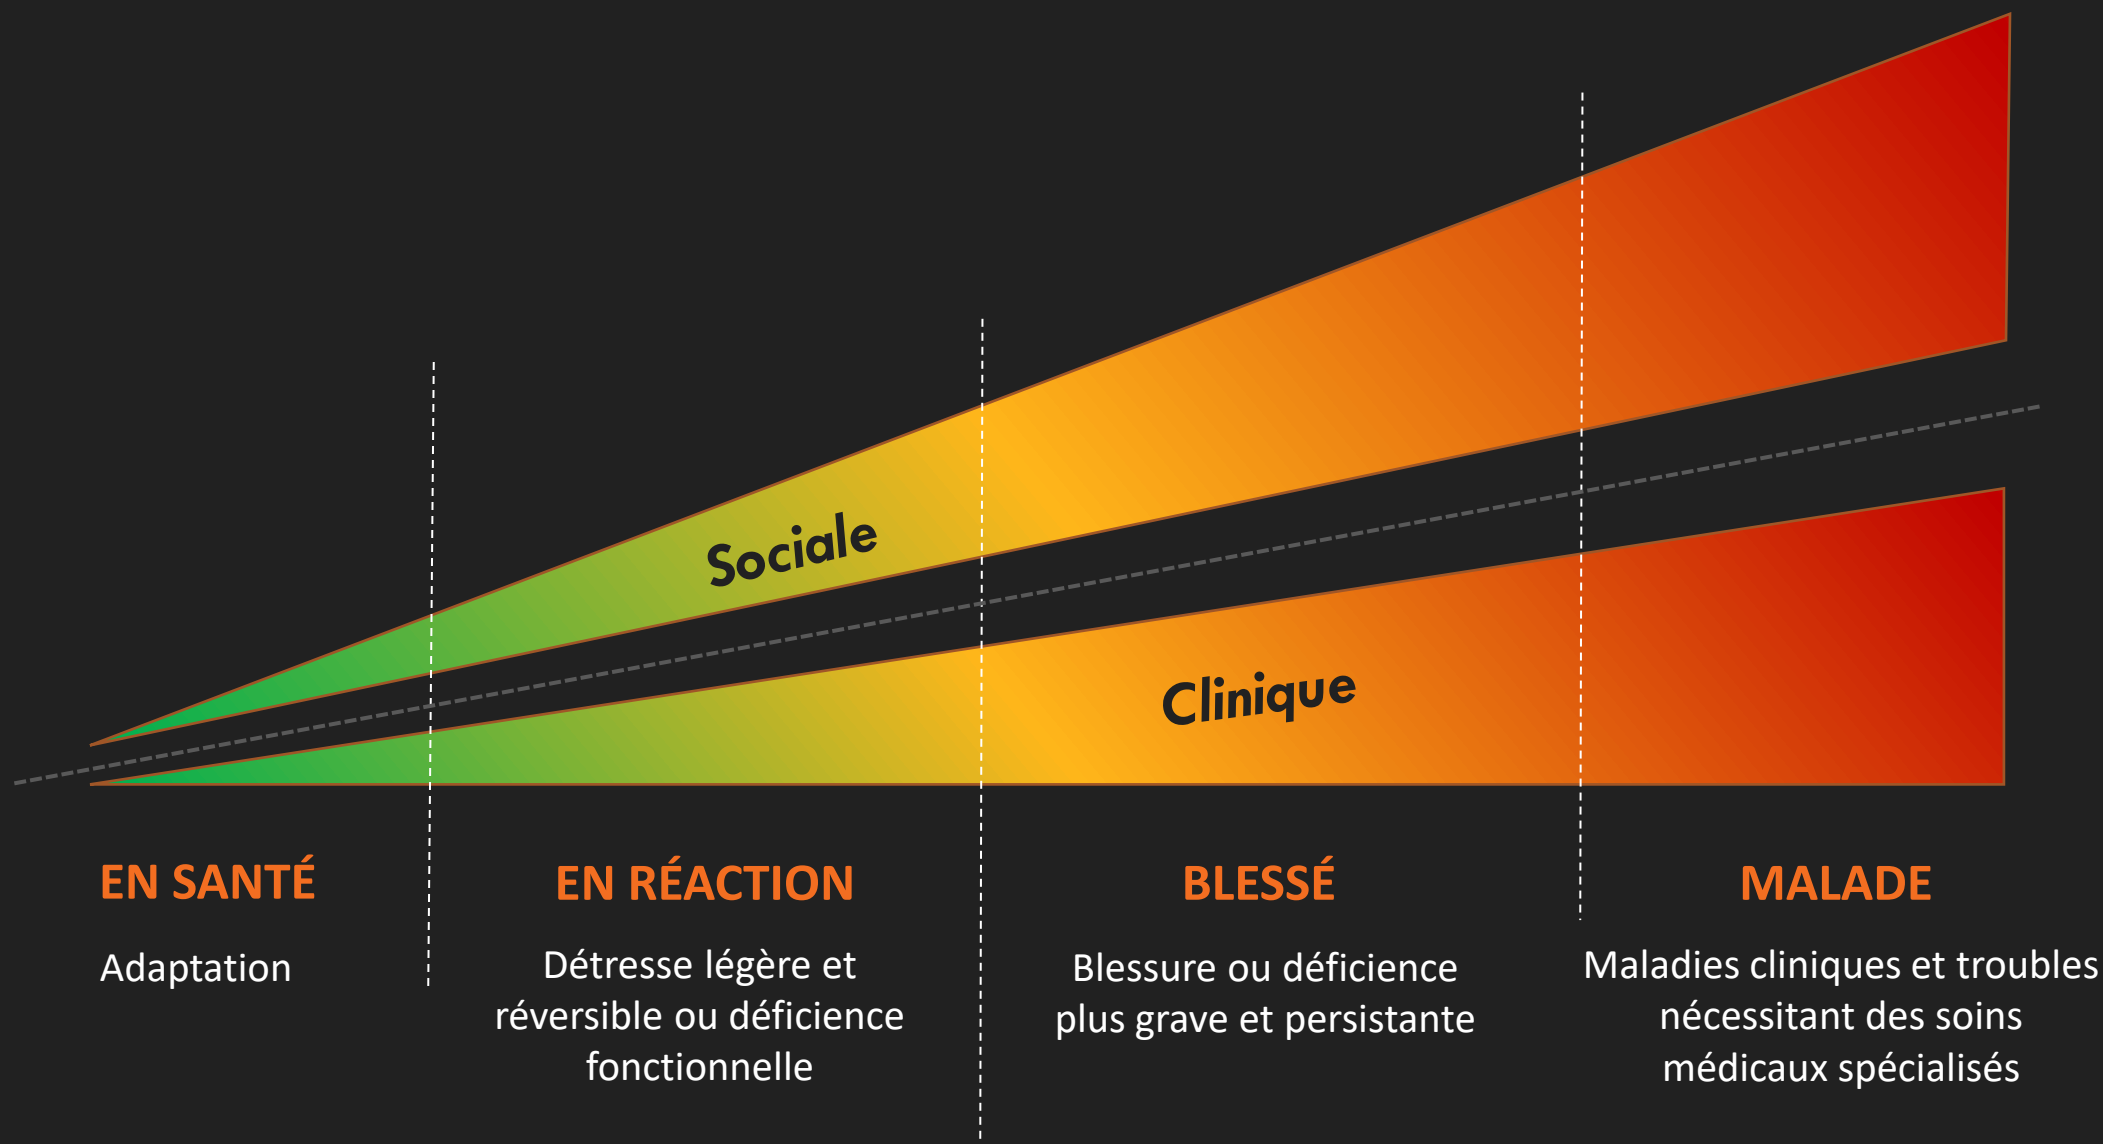 Sociale
Clinique
EN SANTÉ
Adaptation
EN RÉACTION
Détresse légère et
réversible ou déficience
fonctionnelle
BLESSÉ
Blessure ou déficience
plus grave et persistante
MALADE
Maladies cliniques et troubles
nécessitant des soins
médicaux spécialisés